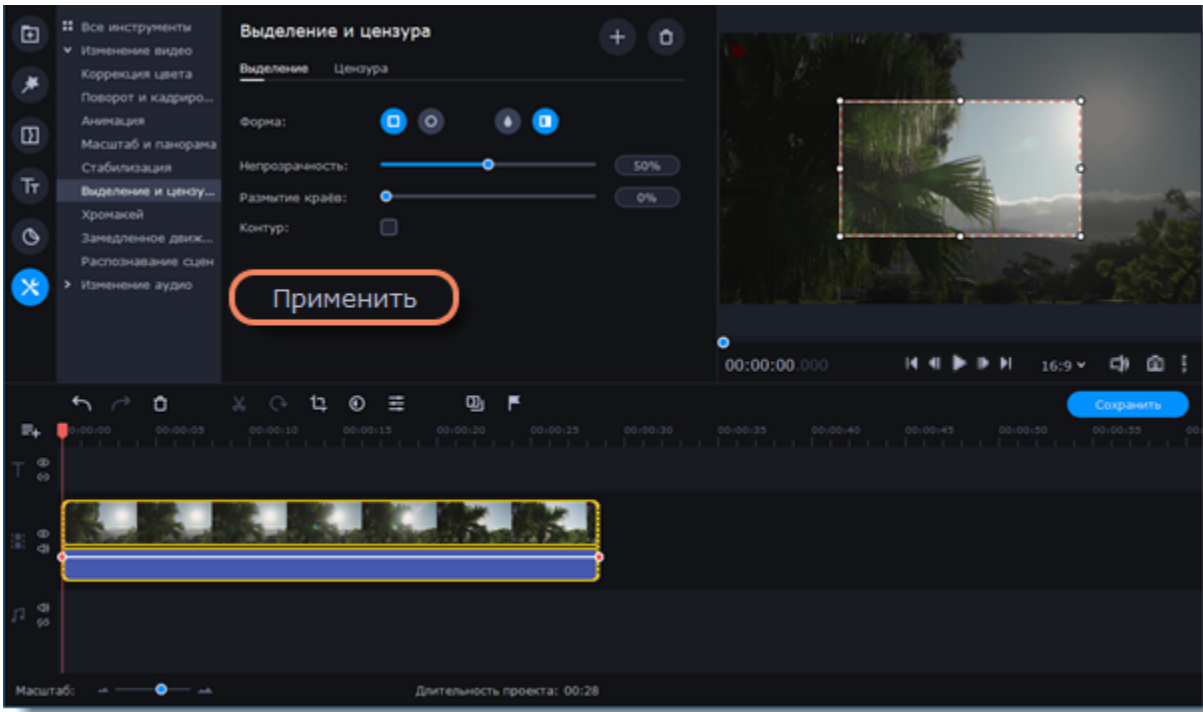 Все инструменты
Изменение видео
Коррекция цвета
Поворот и кадриро...
Анимация
Масштаб и панорама
Стабилизация
Выделение и цензу...
Хромакей
Замедленное движ...
Распознавание сцен
Изменение аудио
Выделение и цензура
Выделение Цензура
Форма:
Непрозрачность: 50%
Размытие краёв: 0%
Контур:
Применить
00:00:00.000 16:9
Сохранить
0:00:00 00:00:05 00:00:10 00:00:15 00:00:20 00:00:25 00:00:30 00:00:35 00:00:40 00:00:45 00:00:50 00:00:55 00:
Масштаб: Длительность проекта: 00:28